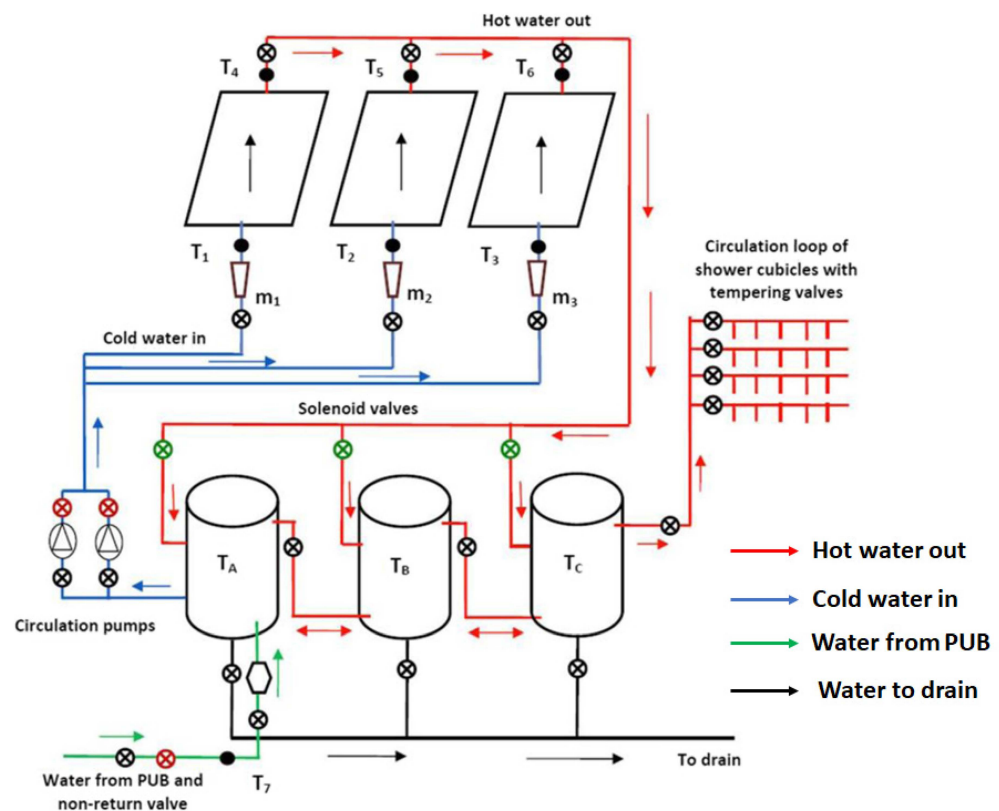 Hot water out
T4
T5
T6
T1
T2
T3
m1
m2
m3
Circulation loop of
shower cubicles with
tempering valves
Cold water in
Solenoid valves
TA
TB
TC
Hot water out
Cold water in
Circulation pumps
Water from PUB
Water to drain
To drain
Water from PUB and
non-return valve
T7